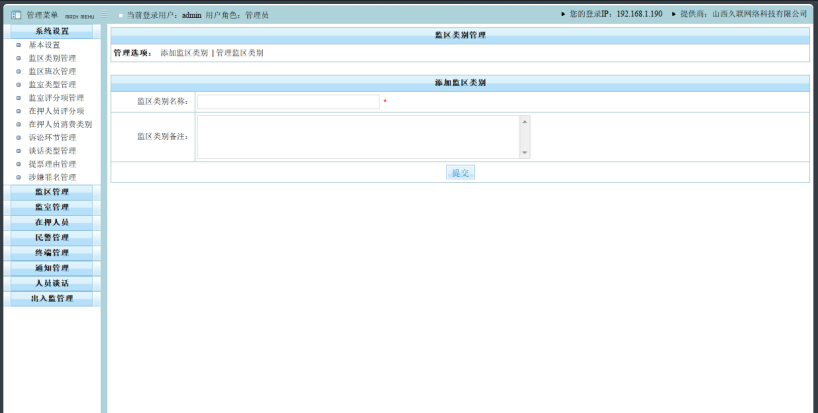 管理菜单 MAIN MENU
当前登录用户：admin 用户角色：管理员
▶ 您的登录IP：192.168.1.190 ▶ 提供商：山西久联网络科技有限公司
系统设置
基本设置
监区类别管理
监区班次管理
监室类型管理
监室评分项管理
在押人员评分项
在押人员消费类别
诉讼环节管理
谈话类型管理
提票理由管理
涉嫌罪名管理
监区管理
监室管理
在押人员
民警管理
终端管理
通知管理
人员谈话
出入监管理
监区类别管理
管理选项： 添加监区类别 | 管理监区类别
添加监区类别
监区类别名称： *
监区类别备注：
提交